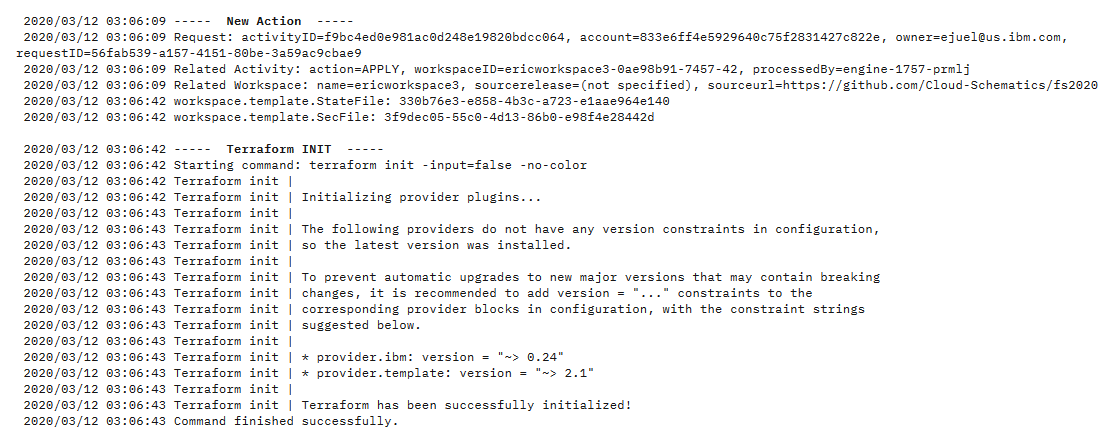 2020/03/12 03:06:09 ----- New Action -----
2020/03/12 03:06:09 Request: activityID=f9bc4ed0e981ac0d248e19820bdcc064, account=833e6ff4e5929640c75f2831427c822e, owner=ejuel@us.ibm.com,
requestID=56fab539-a157-4151-80be-3a59ac9cbae9
2020/03/12 03:06:09 Related Activity: action=APPLY, workspaceID=ericworkspace3-0ae98b91-7457-42, processedBy=engine-1757-prmlj
2020/03/12 03:06:09 Related Workspace: name=ericworkspace3, sourcerelease=(not specified), sourceurl=https://github.com/Cloud-Schematics/fs2020
2020/03/12 03:06:42 workspace.template.StateFile: 330b76e3-e858-4b3c-a723-e1aae964e140
2020/03/12 03:06:42 workspace.template.SecFile: 3f9dec05-55c0-4d13-86b0-e98f4e28442d
2020/03/12 03:06:42 ----- Terraform INIT -----
2020/03/12 03:06:42 Starting command: terraform init -input=false -no-color
2020/03/12 03:06:42 Terraform init |
2020/03/12 03:06:42 Terraform init | Initializing provider plugins...
2020/03/12 03:06:43 Terraform init |
2020/03/12 03:06:43 Terraform init | The following providers do not have any version constraints in configuration,
2020/03/12 03:06:43 Terraform init | so the latest version was installed.
2020/03/12 03:06:43 Terraform init |
2020/03/12 03:06:43 Terraform init | To prevent automatic upgrades to new major versions that may contain breaking
2020/03/12 03:06:43 Terraform init | changes, it is recommended to add version = "..." constraints to the
2020/03/12 03:06:43 Terraform init | corresponding provider blocks in configuration, with the constraint strings
2020/03/12 03:06:43 Terraform init | suggested below.
2020/03/12 03:06:43 Terraform init |
2020/03/12 03:06:43 Terraform init | * provider.ibm: version = "~> 0.24"
2020/03/12 03:06:43 Terraform init | * provider.template: version = "~> 2.1"
2020/03/12 03:06:43 Terraform init |
2020/03/12 03:06:43 Terraform init | Terraform has been successfully initialized!
2020/03/12 03:06:43 Command finished successfully.